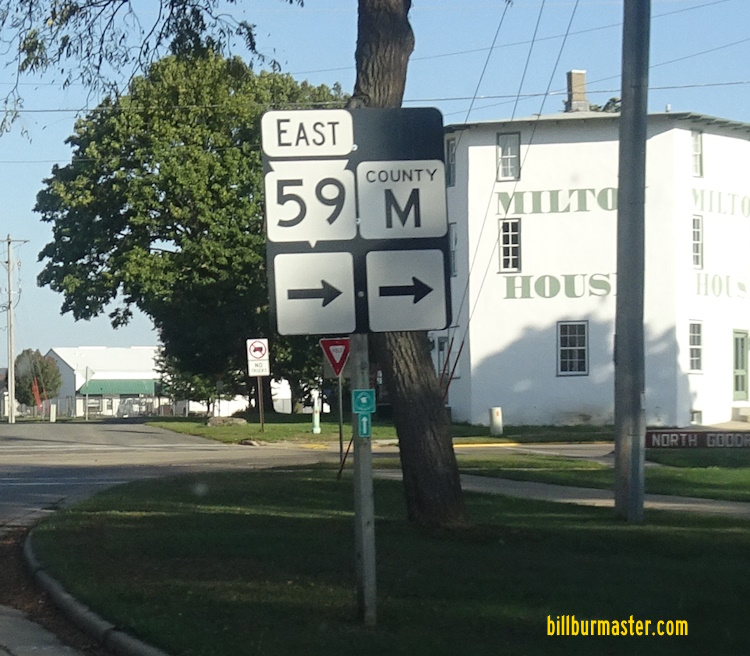 EAST
59
COUNTY
M
MILTO
MILTO
HOUS
HOUS
NO
TRUCKS
NORTH GOODR
billburmaster.com